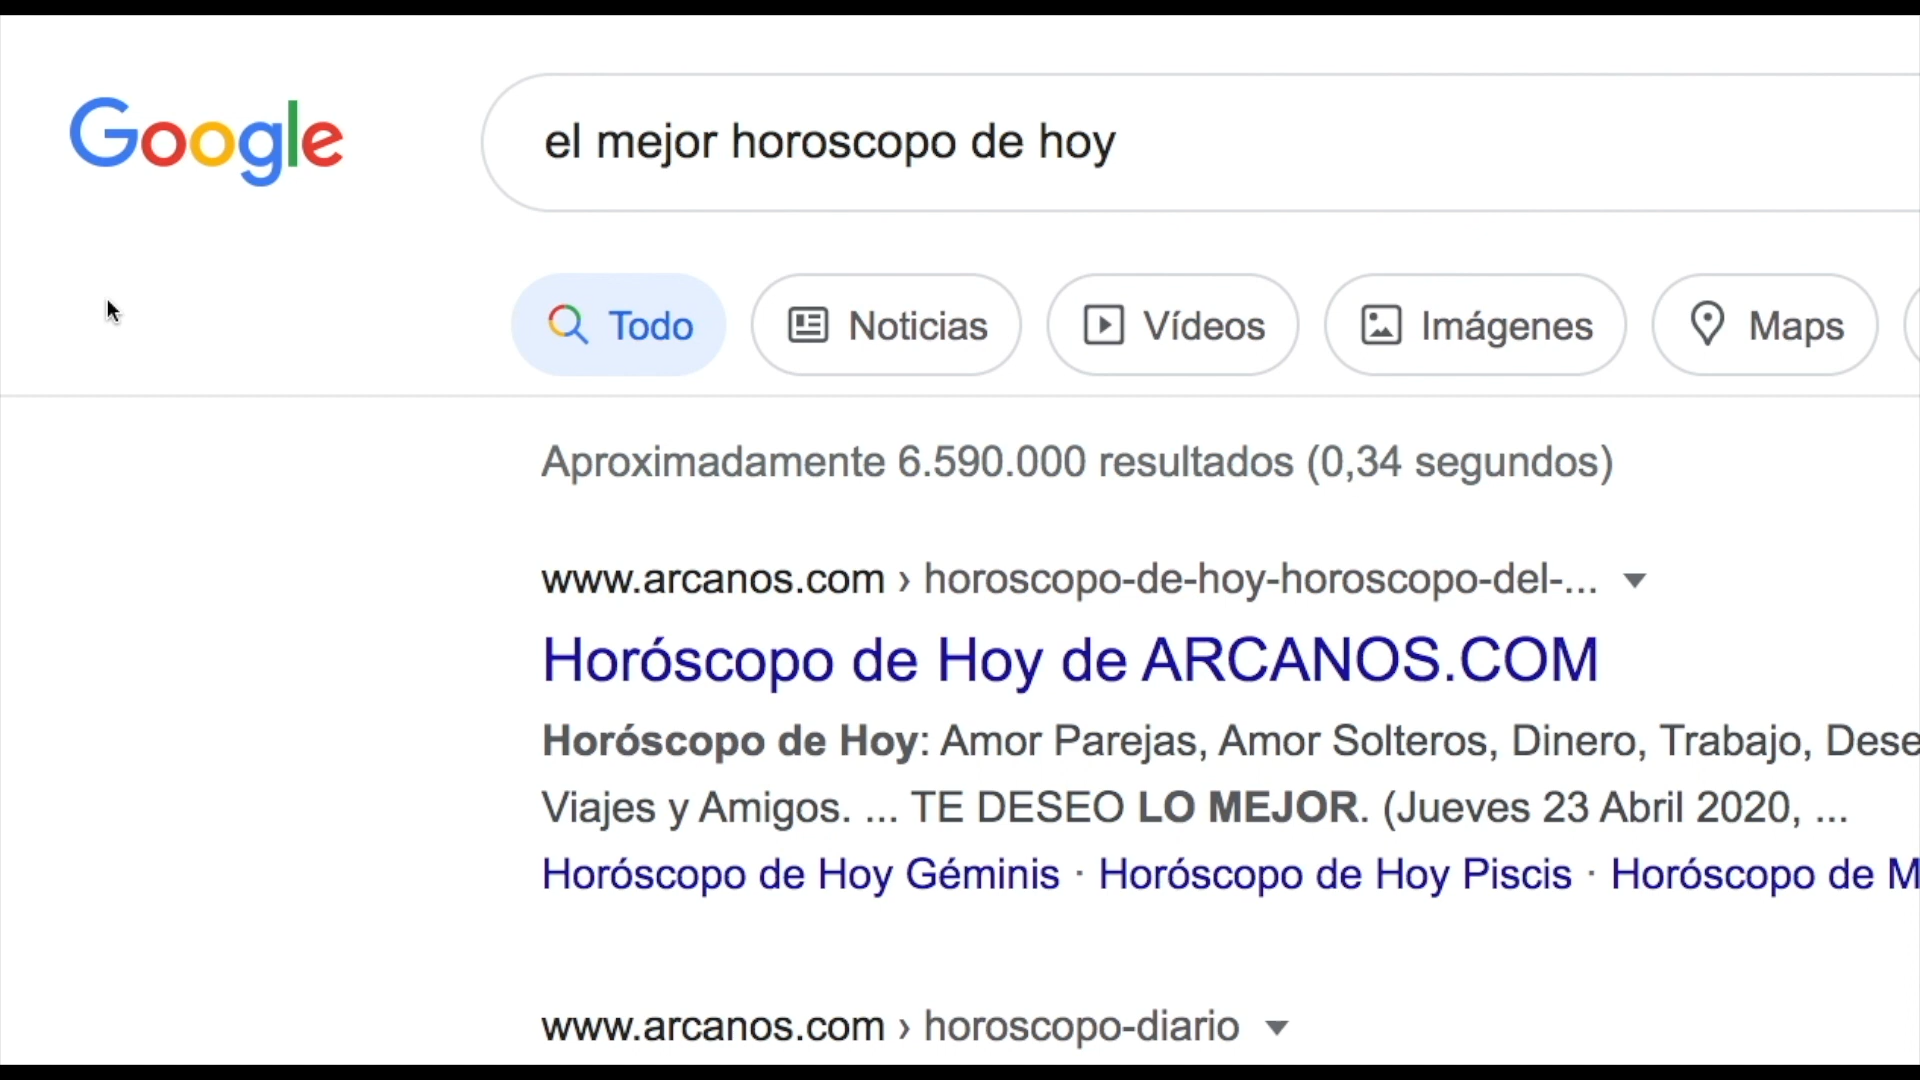 Google
el mejor horoscopo de hoy
Todo Noticias Vídeos Imágenes Maps
Aproximadamente 6.590.000 resultados (0,34 segundos)
www.arcanos.com › horoscopo-de-hoy-horoscopo-del-...
Horóscopo de Hoy de ARCANOS.COM
Horóscopo de Hoy: Amor Parejas, Amor Solteros, Dinero, Trabajo, Dese
Viajes y Amigos. ... TE DESEO LO MEJOR. (Jueves 23 Abril 2020, ...
Horóscopo de Hoy Géminis · Horóscopo de Hoy Piscis · Horóscopo de M
www.arcanos.com › horoscopo-diario